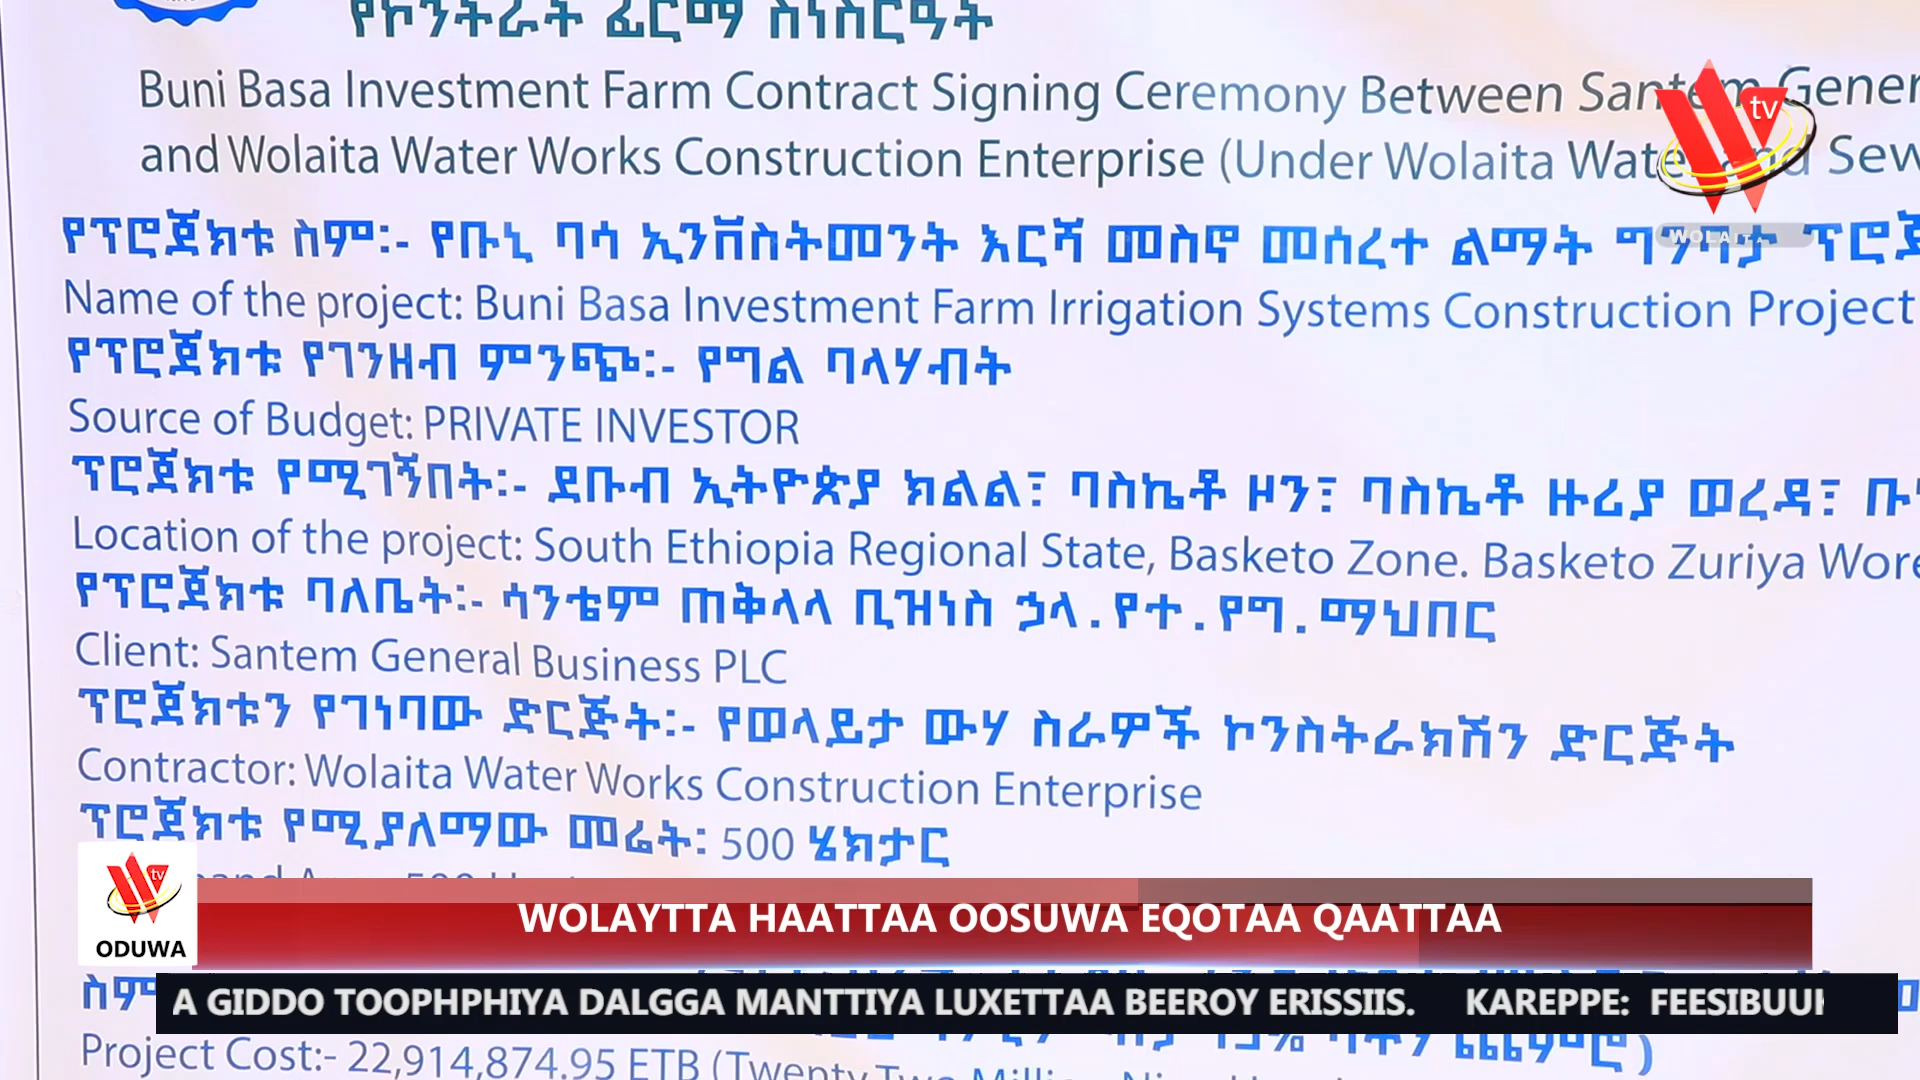 የኮንትራት ፊርማ ስነስርዓት
Buni Basa Investment Farm Contract Signing Ceremony Between Santem Gener
and Wolaita Water Works Construction Enterprise (Under Wolaita Water and Sew
የፕሮጀክቱ ስም:- የቡኒ ባሳ ኢንቨስትመንት እርሻ መስኖ መሰረተ ልማት ግንባታ ፕሮጀ
Name of the project: Buni Basa Investment Farm Irrigation Systems Construction Project
የፕሮጀክቱ የገንዘብ ምንጭ:- የግል ባላሃብት
Source of Budget: PRIVATE INVESTOR
ፕሮጀክቱ የሚገኝበት:- ደቡብ ኢትዮጵያ ክልል፣ ባስኬቶ ዞን፣ ባስኬቶ ዙሪያ ወረዳ፣ ቡ
Location of the project: South Ethiopia Regional State, Basketo Zone. Basketo Zuriya Wore
የፕሮጀክቱ ባለቤት:- ሳንቴም ጠቅላላ ቢዝነስ ኃላ.የተ.የግ.ማህበር
Client: Santem General Business PLC
ፕሮጀክቱን የገነባው ድርጅት:- የወላይታ ውሃ ስራዎች ኮንስትራክሽን ድርጅት
Contractor: Wolaita Water Works Construction Enterprise
ፕሮጀክቱ የሚያለማው መሬት: 500 ሄክታር
tv
WOLAITA
tv
ODUWA
WOLAYTTA HAATTAA OOSUWA EQOTAA QAATTAA
A GIDDO TOOPHPHIYA DALGGA MANTTIYA LUXETTAA BEEROY ERISSIIS. KAREPPE: FEESIBUU
Project Cost:- 22,914,874.95 ETB (Twenty Two